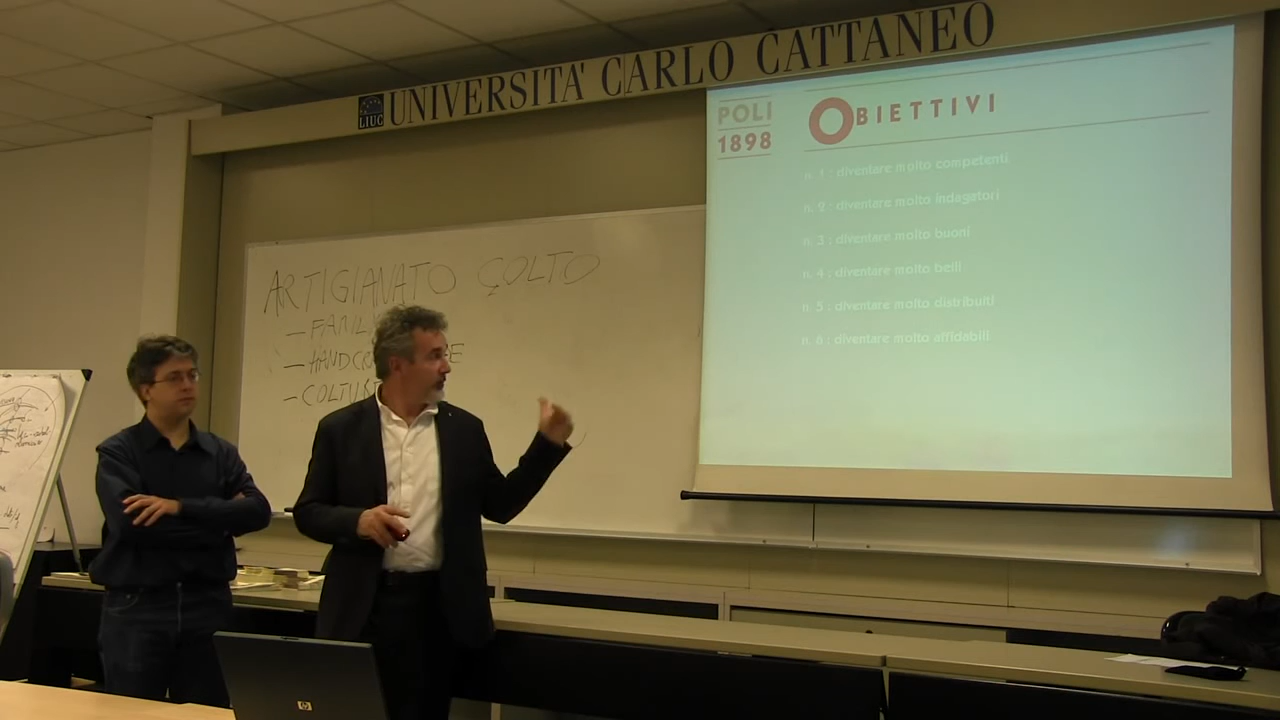 LIUC UNIVERSITA' CARLO CATTANEO
POLI
1898
OBIETTIVI
n. 1 : diventare molto competenti
n. 2 : diventare molto indagatori
n. 3 : diventare molto buoni
n. 4 : diventare molto belli
n. 5 : diventare molto distribuiti
n. 6 : diventare molto affidabili
ARTIGIANATO COLTO
hp